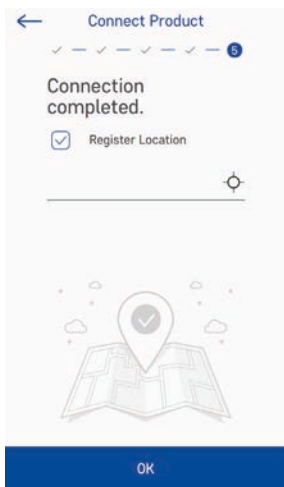 Connect Product
5
Connection
completed.
Register Location
OK